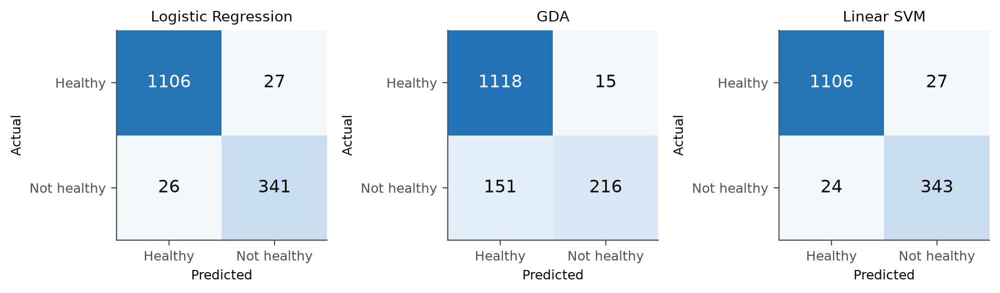 Logistic Regression
Actual
Healthy
Not healthy
1106 27
26 341
Healthy Not healthy
Predicted
GDA
Actual
Healthy
Not healthy
1118 15
151 216
Healthy Not healthy
Predicted
Linear SVM
Actual
Healthy
Not healthy
1106 27
24 343
Healthy Not healthy
Predicted